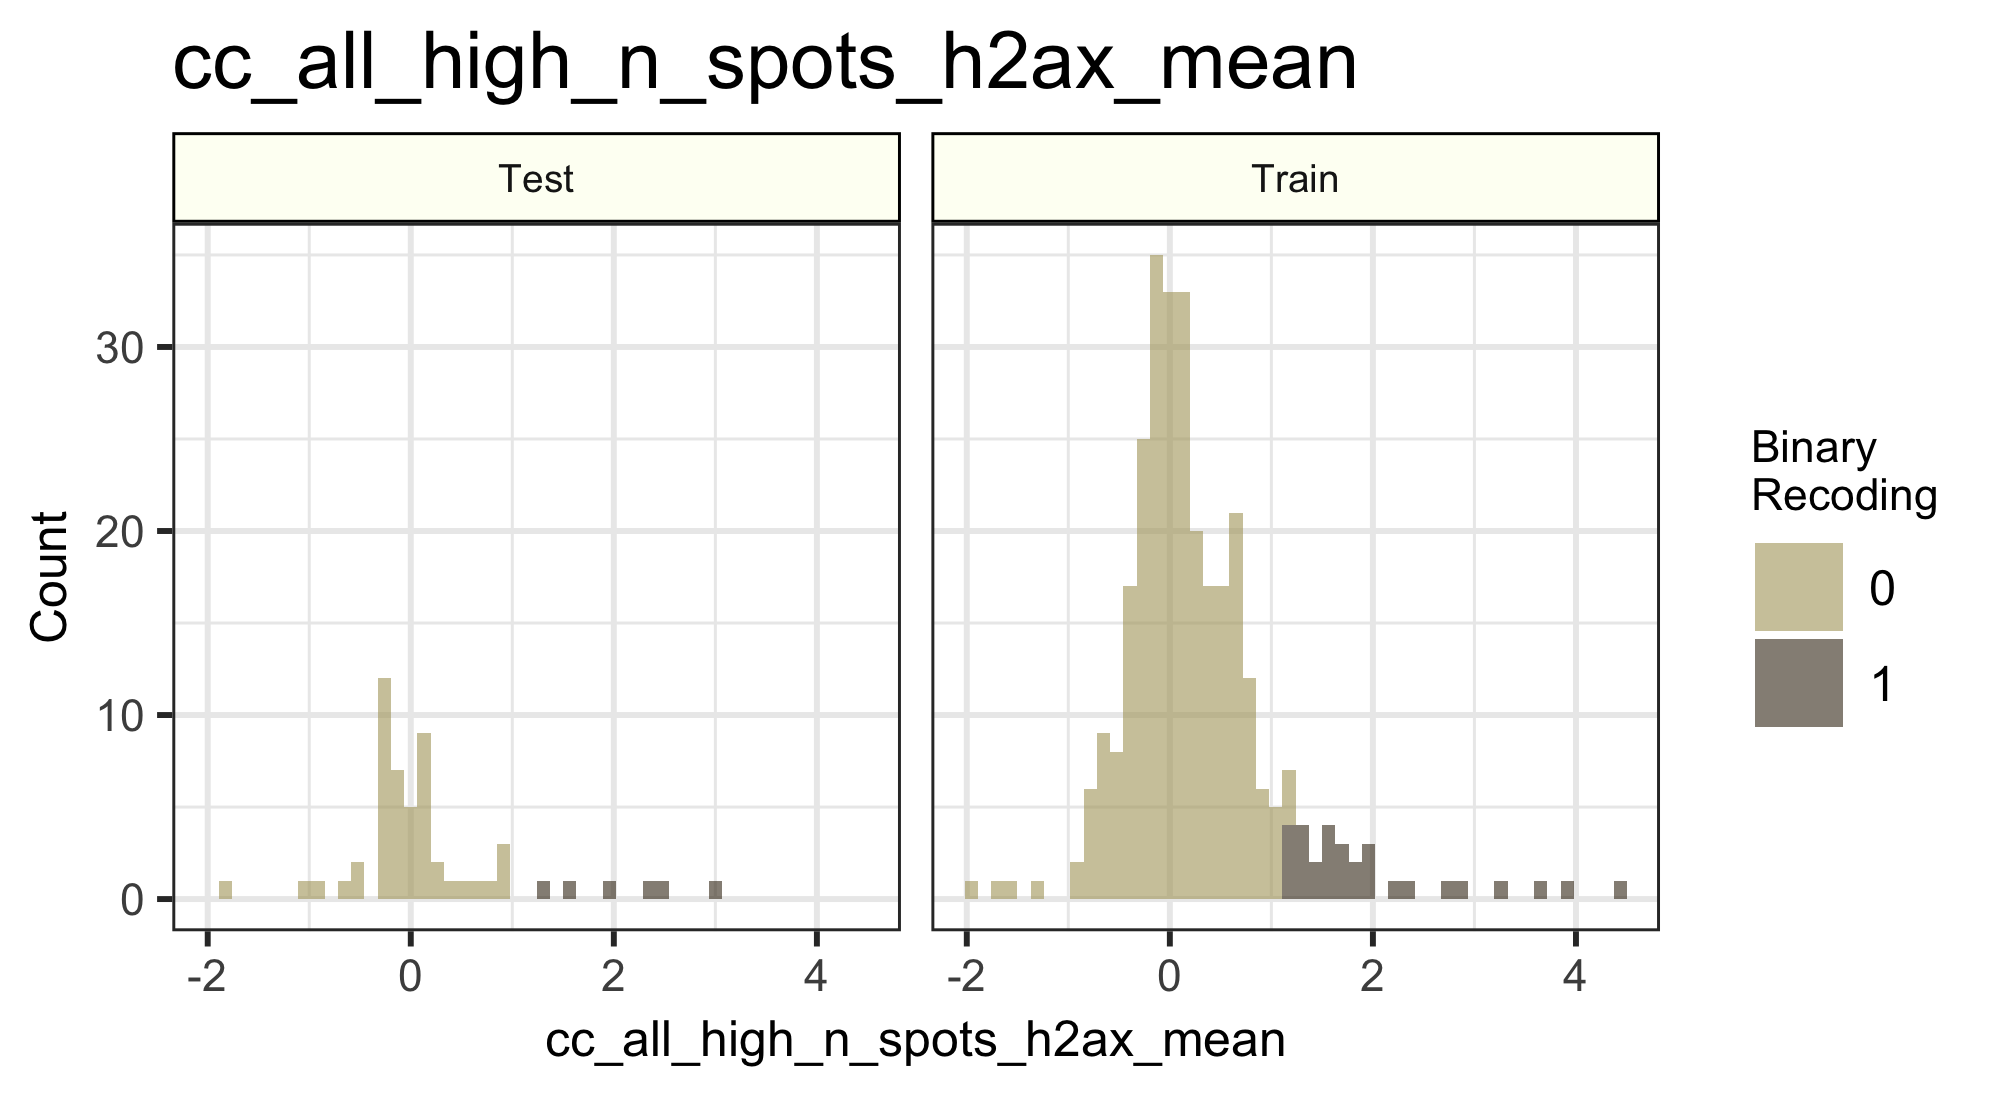 cc_all_high_n_spots_h2ax_mean
Test
Train
30
20
10
0
Count
-2
0
2
4
-2
0
2
4
cc_all_high_n_spots_h2ax_mean
Binary
Recoding
0
1